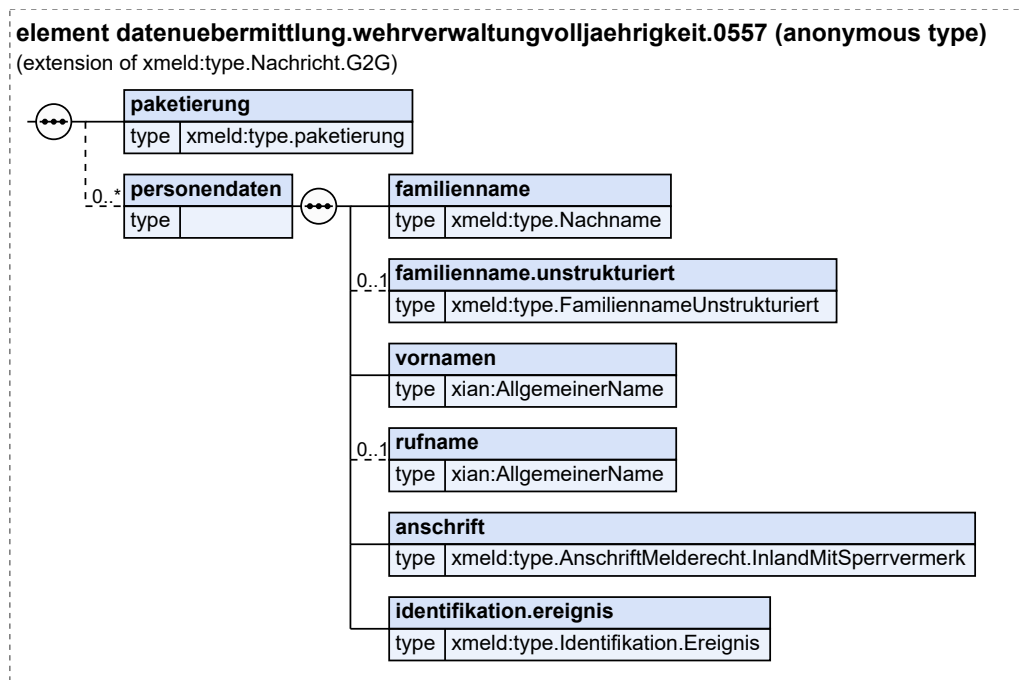 element datenuebermittlung.wehrverwaltungvolljaehrigkeit.0557 (anonymous type)
(extension of xmeld:type.Nachricht.G2G)
paketierung
type xmeld:type.paketierung
0..* personendaten
type
familienname
type xmeld:type.Nachname
0..1 familienname.unstrukturiert
type xmeld:type.FamiliennameUnstrukturiert
vornamen
type xian:AllgemeinerName
0..1 rufname
type xian:AllgemeinerName
anschrift
type xmeld:type.AnschriftMelderecht.InlandMitSperrvermerk
identifikation.ereignis
type xmeld:type.Identifikation.Ereignis